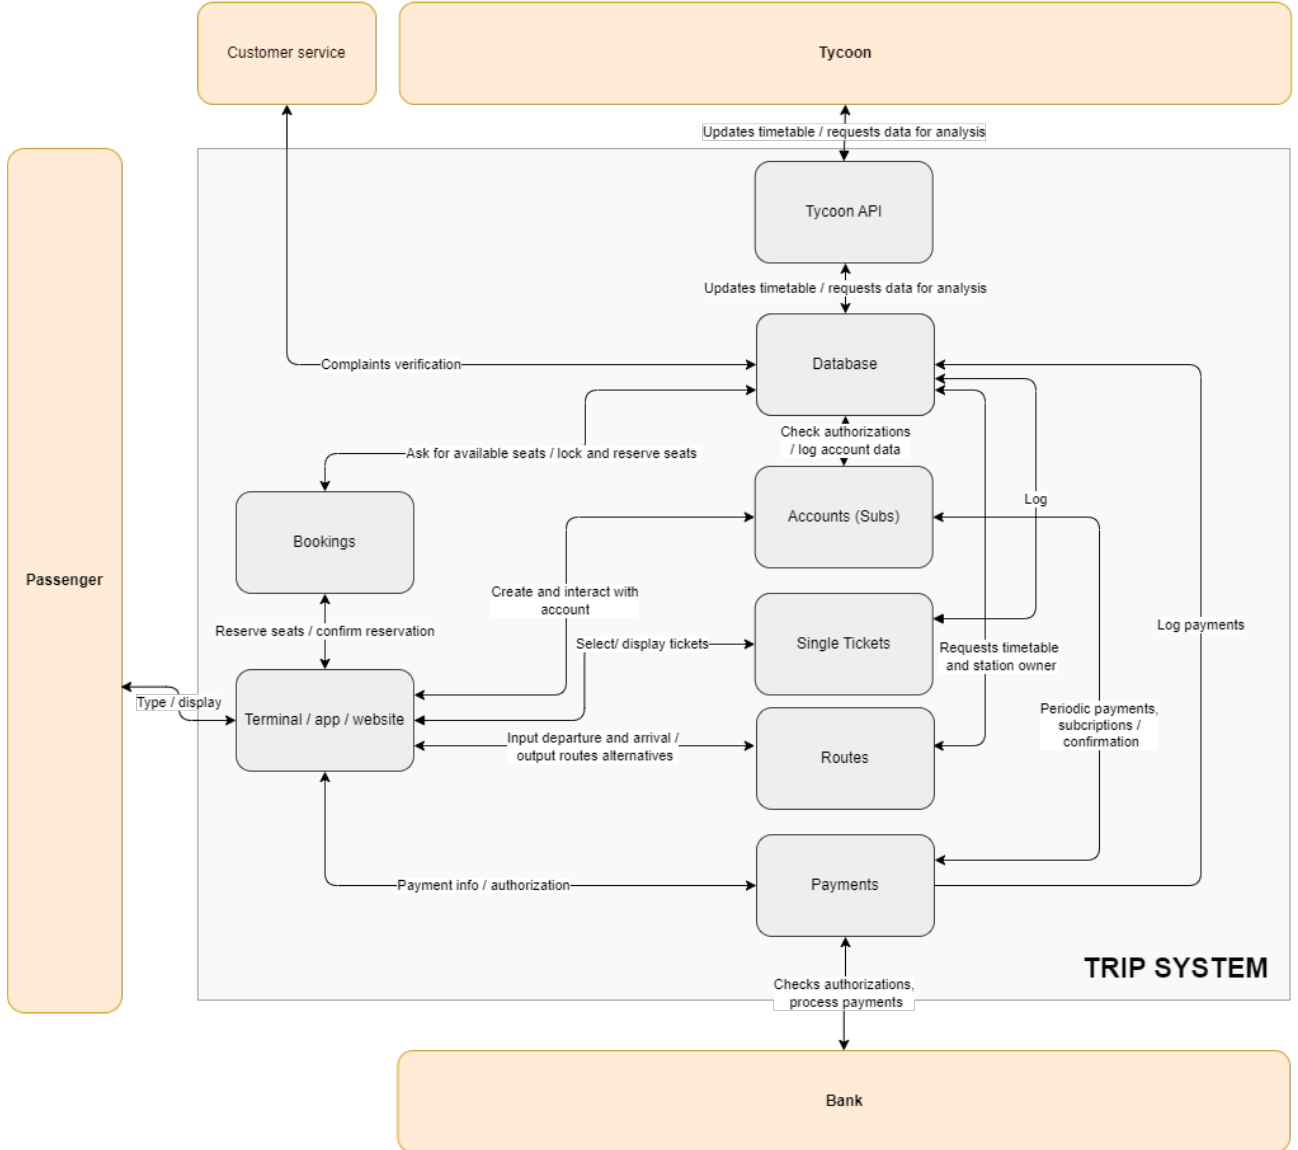 Customer service
Tycoon
Updates timetable / requests data for analysis
Tycoon API
Updates timetable / requests data for analysis
Database
Complaints verification
Check authorizations
/ log account data
Ask for available seats / lock and reserve seats
Log
Accounts (Subs)
Bookings
Passenger
Create and interact with
account
Log payments
Reserve seats / confirm reservation
Select/ display tickets
Single Tickets
Requests timetable
and station owner
Type / display
Terminal / app / website
Periodic payments,
subcriptions /
confirmation
Input departure and arrival /
output routes alternatives
Routes
Payment info / authorization
Payments
TRIP SYSTEM
Checks authorizations,
process payments
Bank